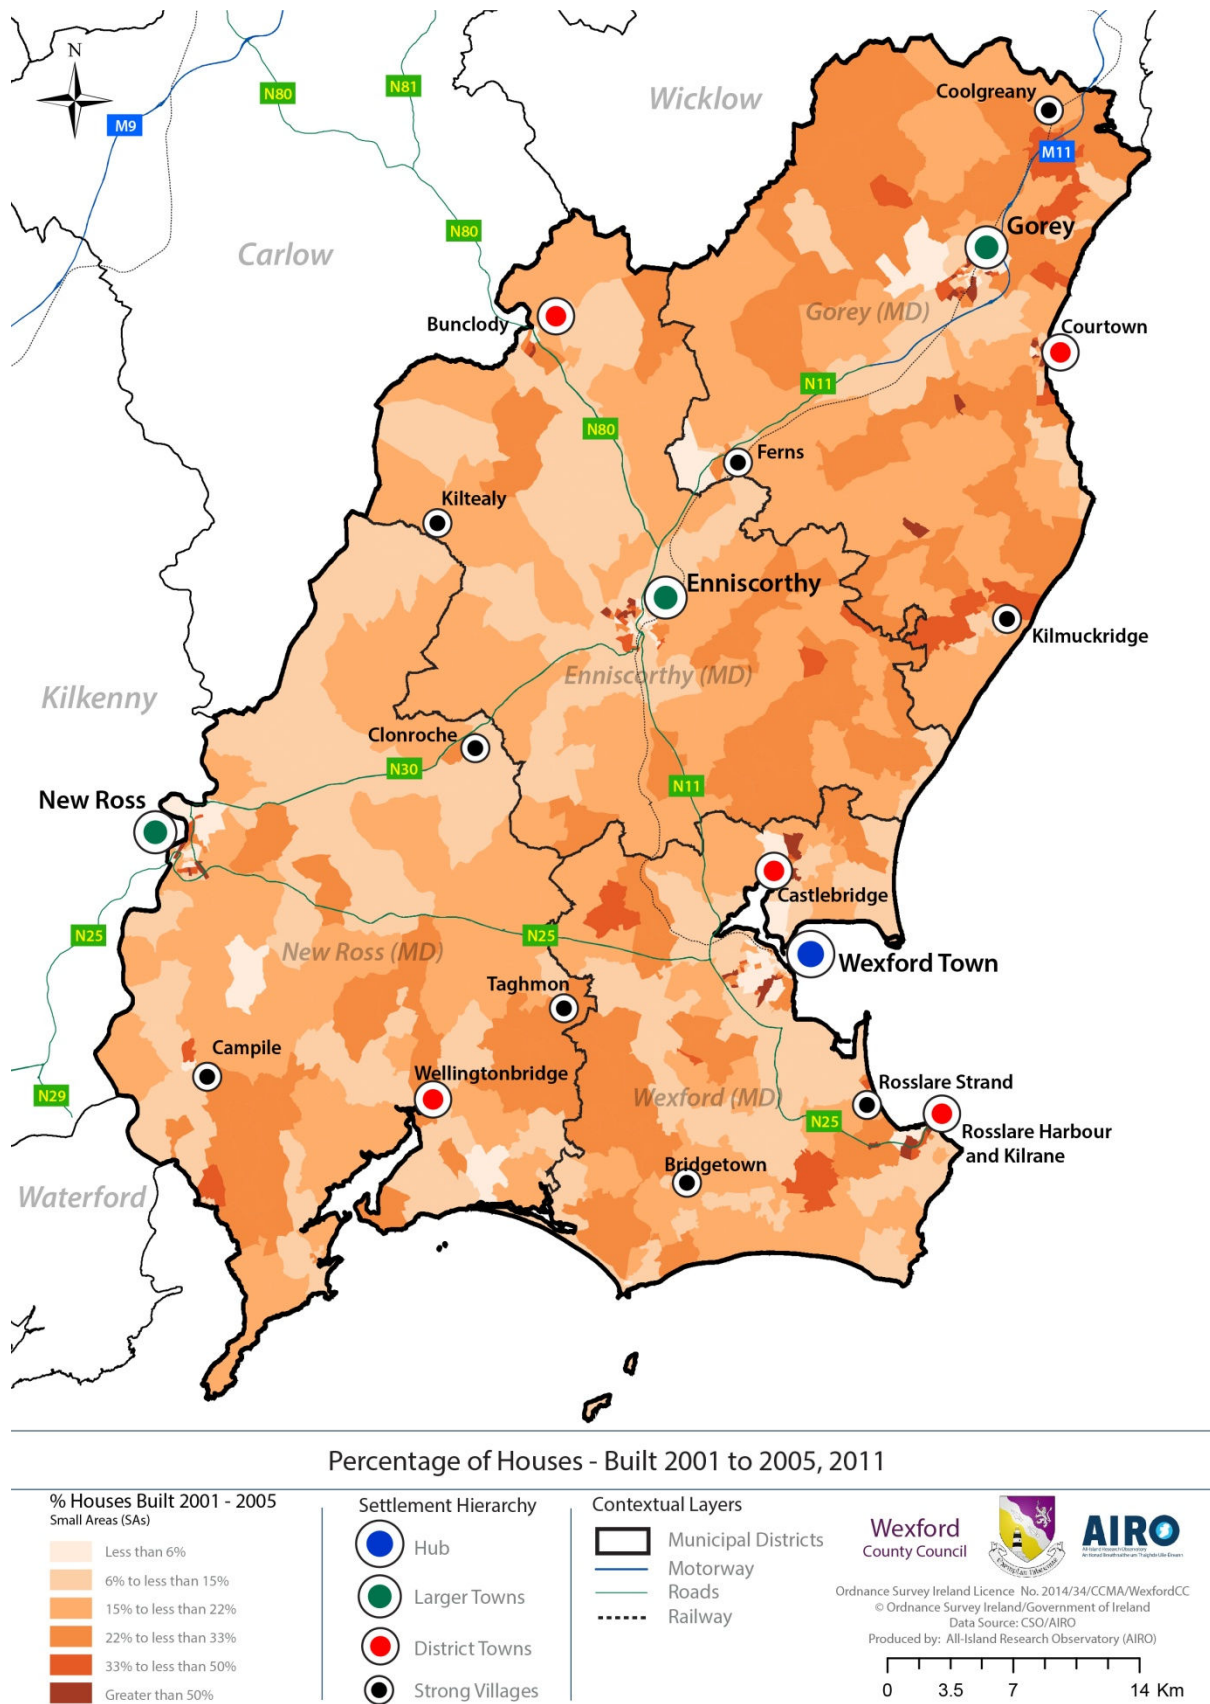 N
Wicklow
Coolgreany
N80
N81
M9
M11
N80
Gorey
Carlow
Gorey (MD)
Bunclody
Courtown
N11
N80
Ferns
Kiltealy
Enniscorthy
Kilmuckridge
Enniscorthy (MD)
Kilkenny
Clonroche
N30
N11
New Ross
Castlebridge
N25
N25
New Ross (MD)
Wexford Town
Taghmon
Campile
Wellingtonbridge
Rosslare Strand
N29
Wexford (MD)
N25
Rosslare Harbour
and Kilrane
Bridgetown
Waterford
Percentage of Houses - Built 2001 to 2005, 2011
% Houses Built 2001 - 2005
Small Areas (SAs)
Less than 6%
6% to less than 15%
15% to less than 22%
22% to less than 33%
33% to less than 50%
Greater than 50%
Settlement Hierarchy
Hub
Larger Towns
District Towns
Strong Villages
Contextual Layers
Municipal Districts
Motorway
Roads
Railway
Wexford
County Council
AIRO
Ordnance Survey Ireland Licence No. 2014/34/CCMA/WexfordCC
© Ordnance Survey Ireland/Government of Ireland
Data Source: CSO/AIRO
Produced by: All-Island Research Observatory (AIRO)
0 3.5 7 14 Km